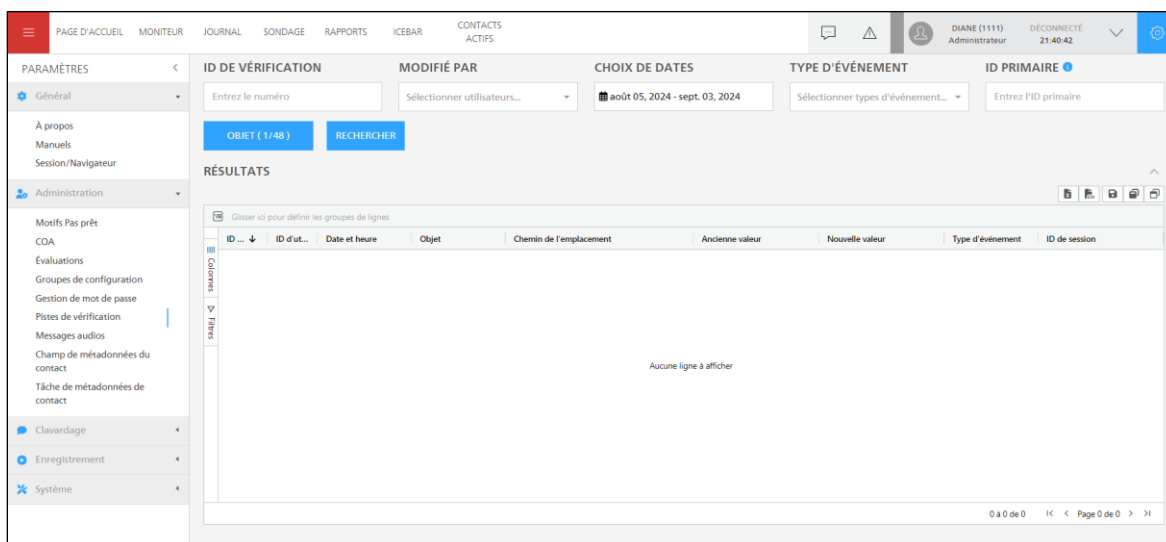 PAGE D'ACCUEIL MONITEUR JOURNAL SONDAGE RAPPORTS ICEBAR CONTACTS ACTIFS
DIANE (1111) Administrateur
DÉCONNECTÉ 21:40:42
PARAMÈTRES
Général
À propos
Manuels
Session/Navigateur
Administration
Motifs Pas prêt
COA
Évaluations
Groupes de configuration
Gestion de mot de passe
Pistes de vérification
Messages audios
Champ de métadonnées du
contact
Tâche de métadonnées de
contact
Clavardage
Enregistrement
Système
ID DE VÉRIFICATION MODIFIÉ PAR CHOIX DE DATES TYPE D'ÉVÉNEMENT ID PRIMAIRE
Entrez le numéro Sélectionner utilisateurs... août 05, 2024 - sept. 03, 2024 Sélectionner types d'événement... Entrez l'ID primaire
OBJET ( 1/48 ) RECHERCHER
RÉSULTATS
Glisser ici pour définir les groupes de lignes
ID ... ID d'ut... Date et heure Objet Chemin de l'emplacement Ancienne valeur Nouvelle valeur Type d'événement ID de session
Colonnes
Filtres
Aucune ligne à afficher
0 à 0 de 0 Page 0 de 0